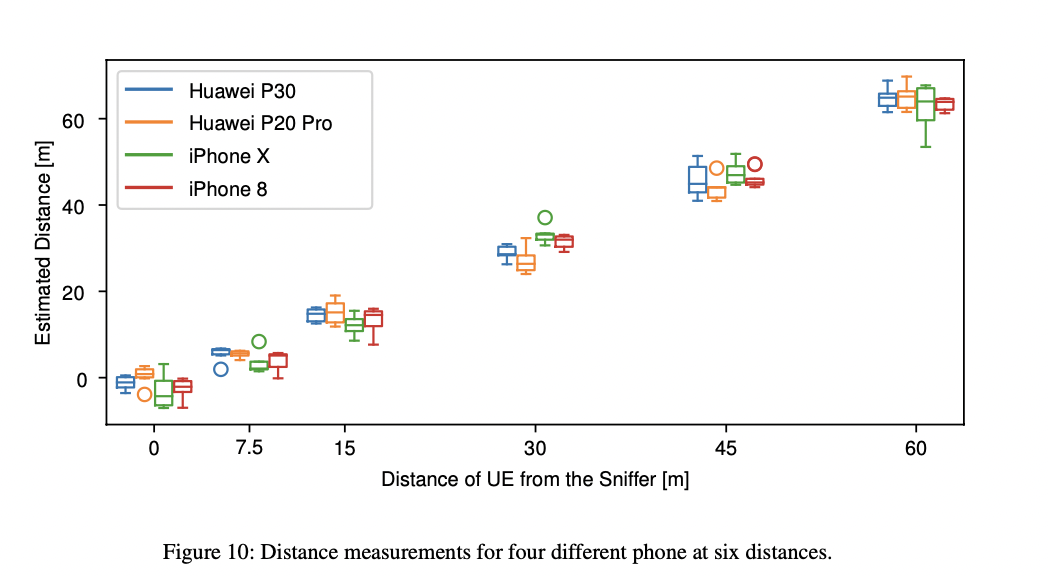 Huawei P30
Huawei P20 Pro
iPhone X
iPhone 8
60
40
20
0
Estimated Distance [m]
0 7.5 15 30 45 60
Distance of UE from the Sniffer [m]
Figure 10: Distance measurements for four different phone at six distances.